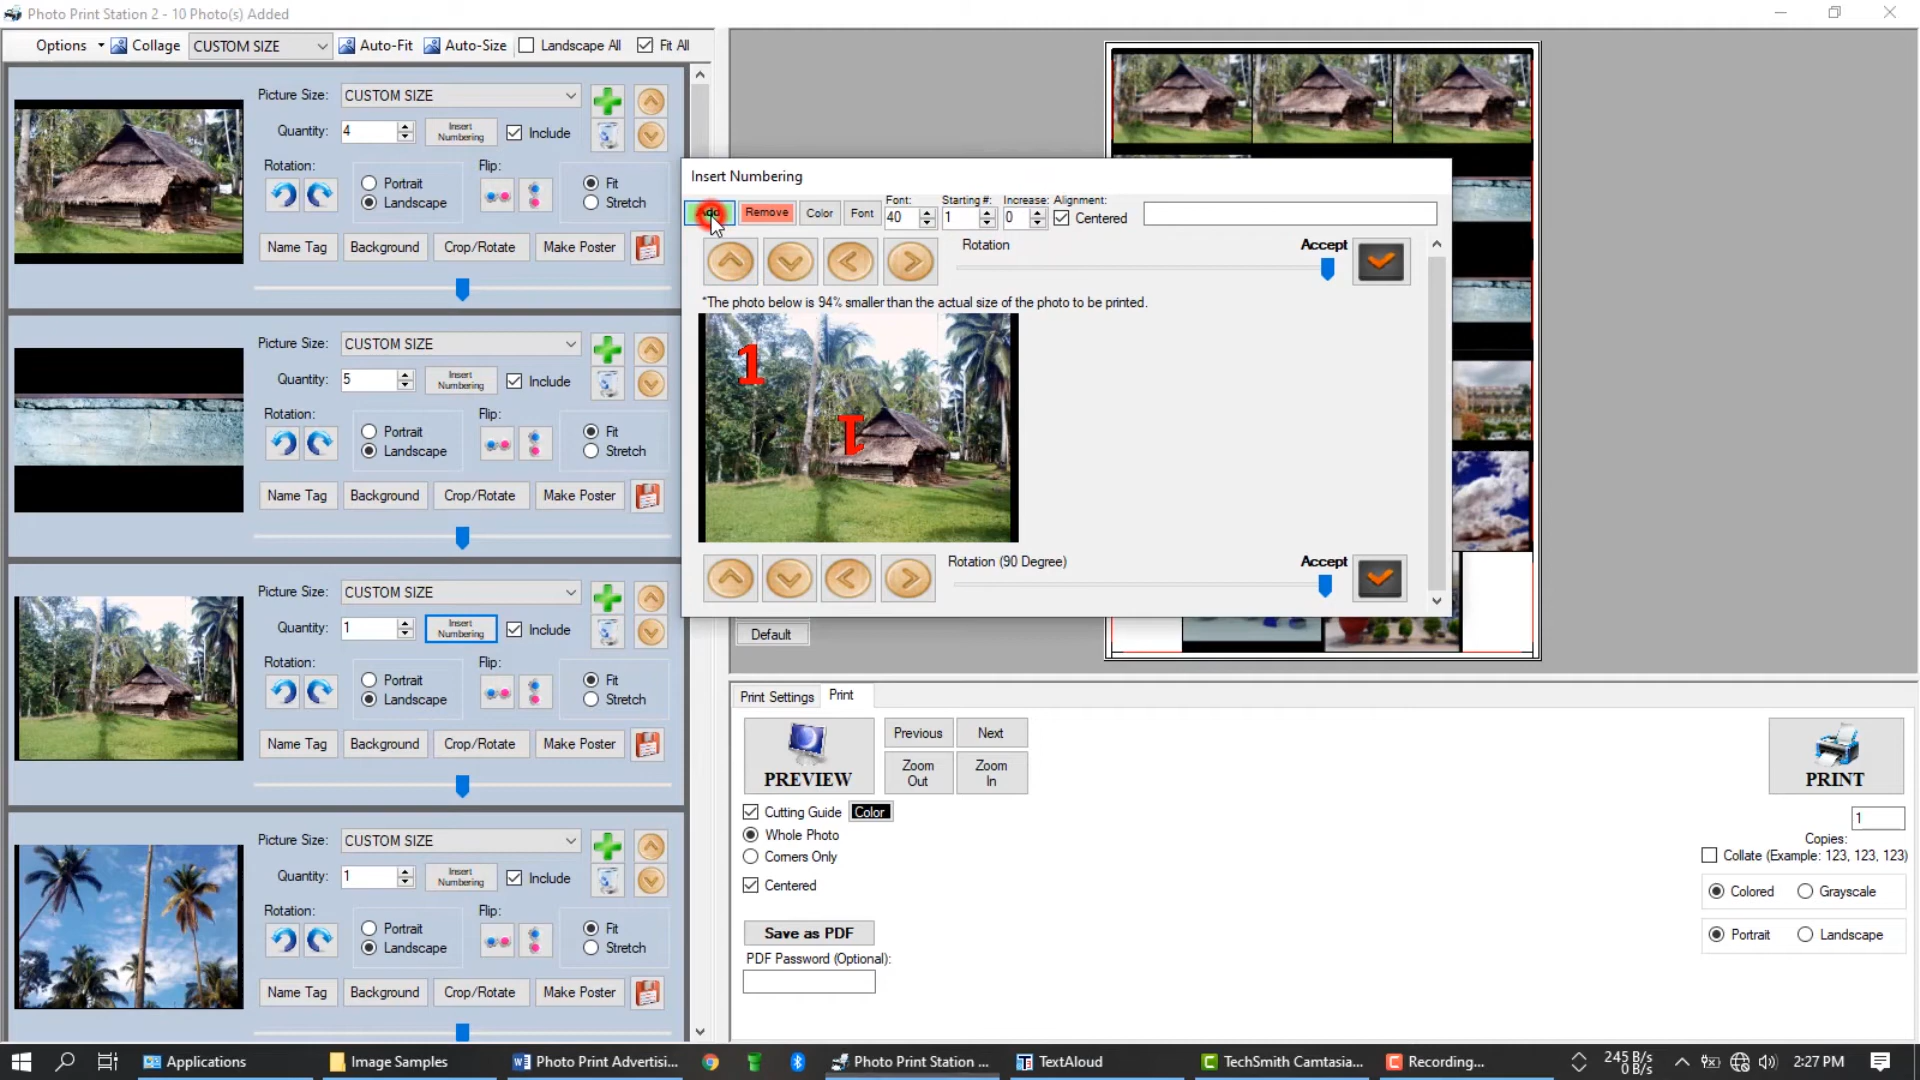 Photo Print Station 2 - 10 Photo(s) Added
Options Collage CUSTOM SIZE Auto-Fit Auto-Size Landscape All Fit All
Picture Size: CUSTOM SIZE
Quantity: 4 Insert Numbering Include
Rotation: Portrait Landscape Flip: Fit Stretch
Name Tag Background Crop/Rotate Make Poster
Picture Size: CUSTOM SIZE
Quantity: 5 Insert Numbering Include
Rotation: Portrait Landscape Flip: Fit Stretch
Name Tag Background Crop/Rotate Make Poster
Picture Size: CUSTOM SIZE
Quantity: 1 Insert Numbering Include
Rotation: Portrait Landscape Flip: Fit Stretch
Name Tag Background Crop/Rotate Make Poster
Picture Size: CUSTOM SIZE
Quantity: 1 Insert Numbering Include
Rotation: Portrait Landscape Flip: Fit Stretch
Name Tag Background Crop/Rotate Make Poster
Insert Numbering
Font: Starting #: Increase: Alignment:
Add Remove Color Font 40 1 0 Centered
Rotation Accept
*The photo below is 94% smaller than the actual size of the photo to be printed.
1
1
Rotation (90 Degree) Accept
Default
Print Settings Print
PREVIEW Previous Next
Zoom Out Zoom In
PRINT
Cutting Guide Color
Whole Photo
Corners Only
Centered
1
Copies:
Collate (Example: 123, 123, 123)
Colored Grayscale
Portrait Landscape
Save as PDF
PDF Password (Optional):
Applications Image Samples Photo Print Advertisi... Photo Print Station ... TextAloud TechSmith Camtasia... Recording... 245 B/s 0 B/s 2:27 PM